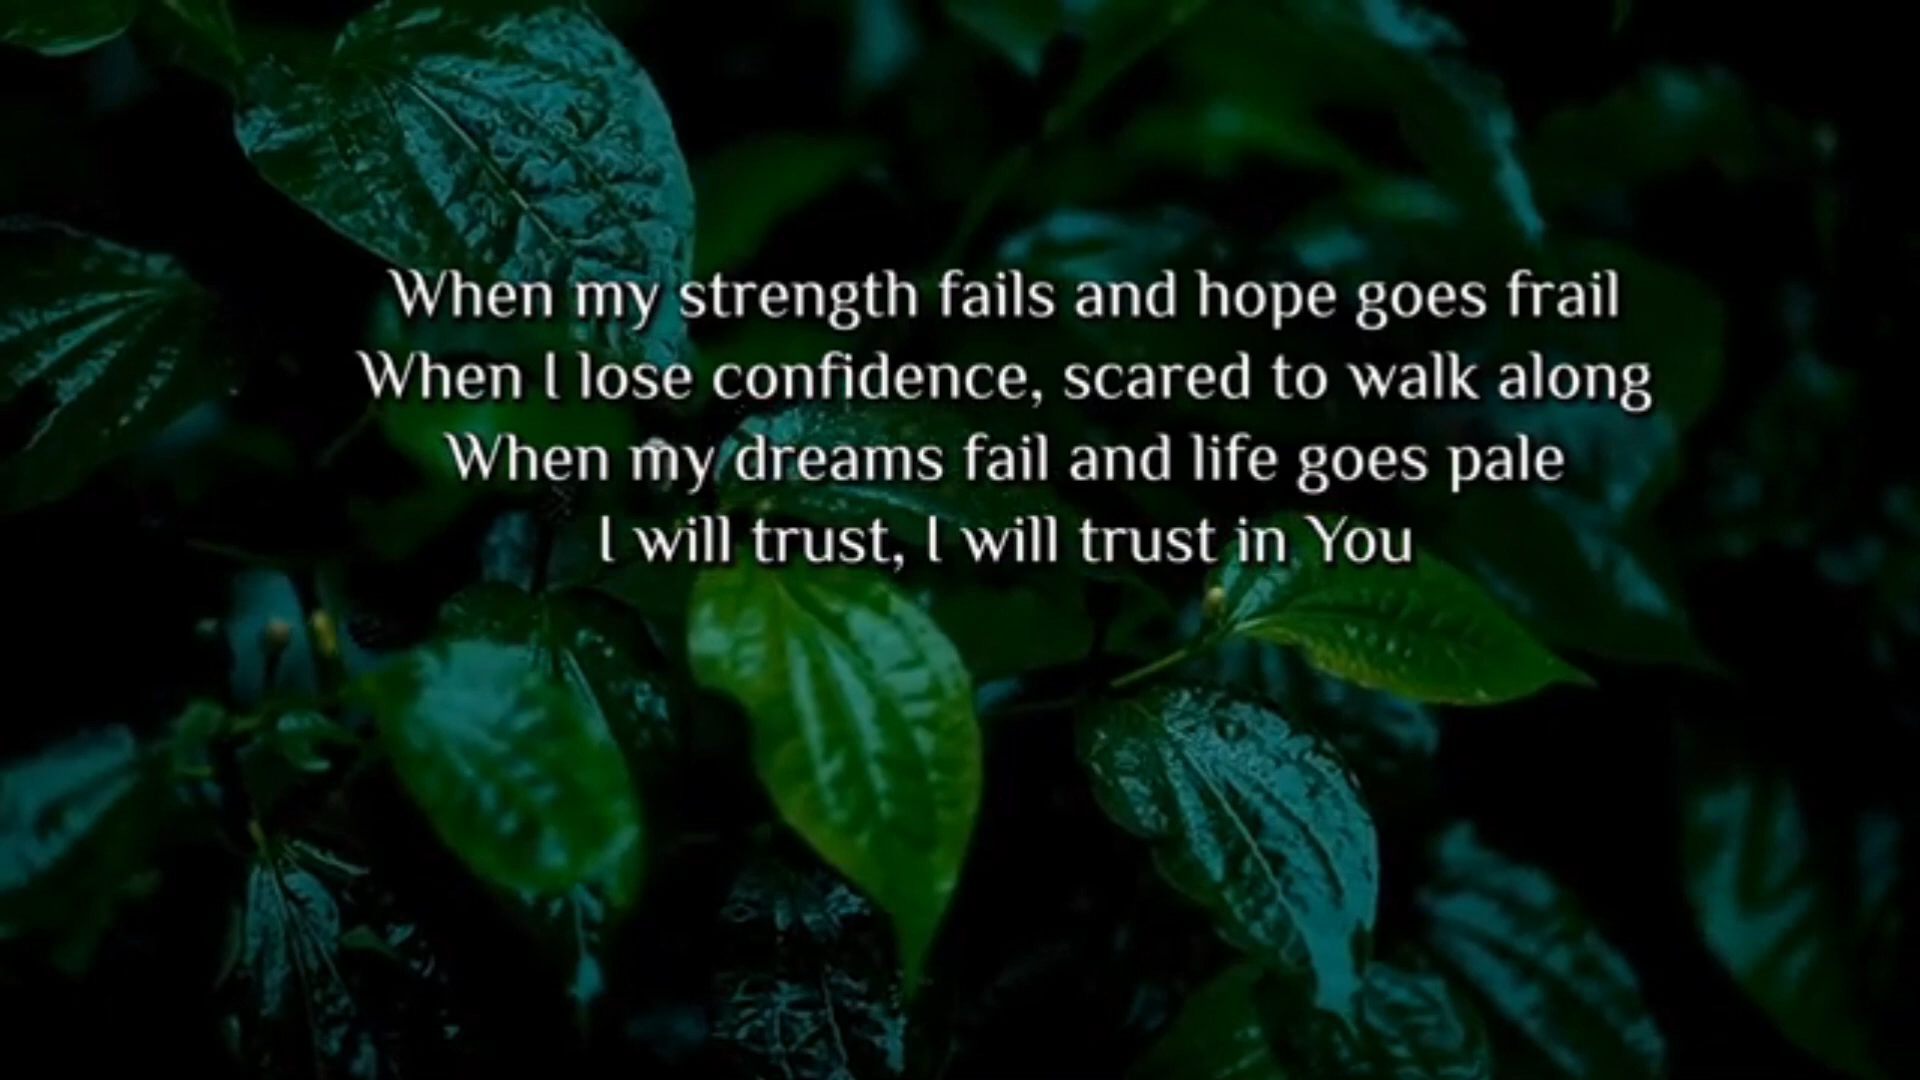 When my strength fails and hope goes frail
When I lose confidence, scared to walk along
When my dreams fail and life goes pale
I will trust, I will trust in You